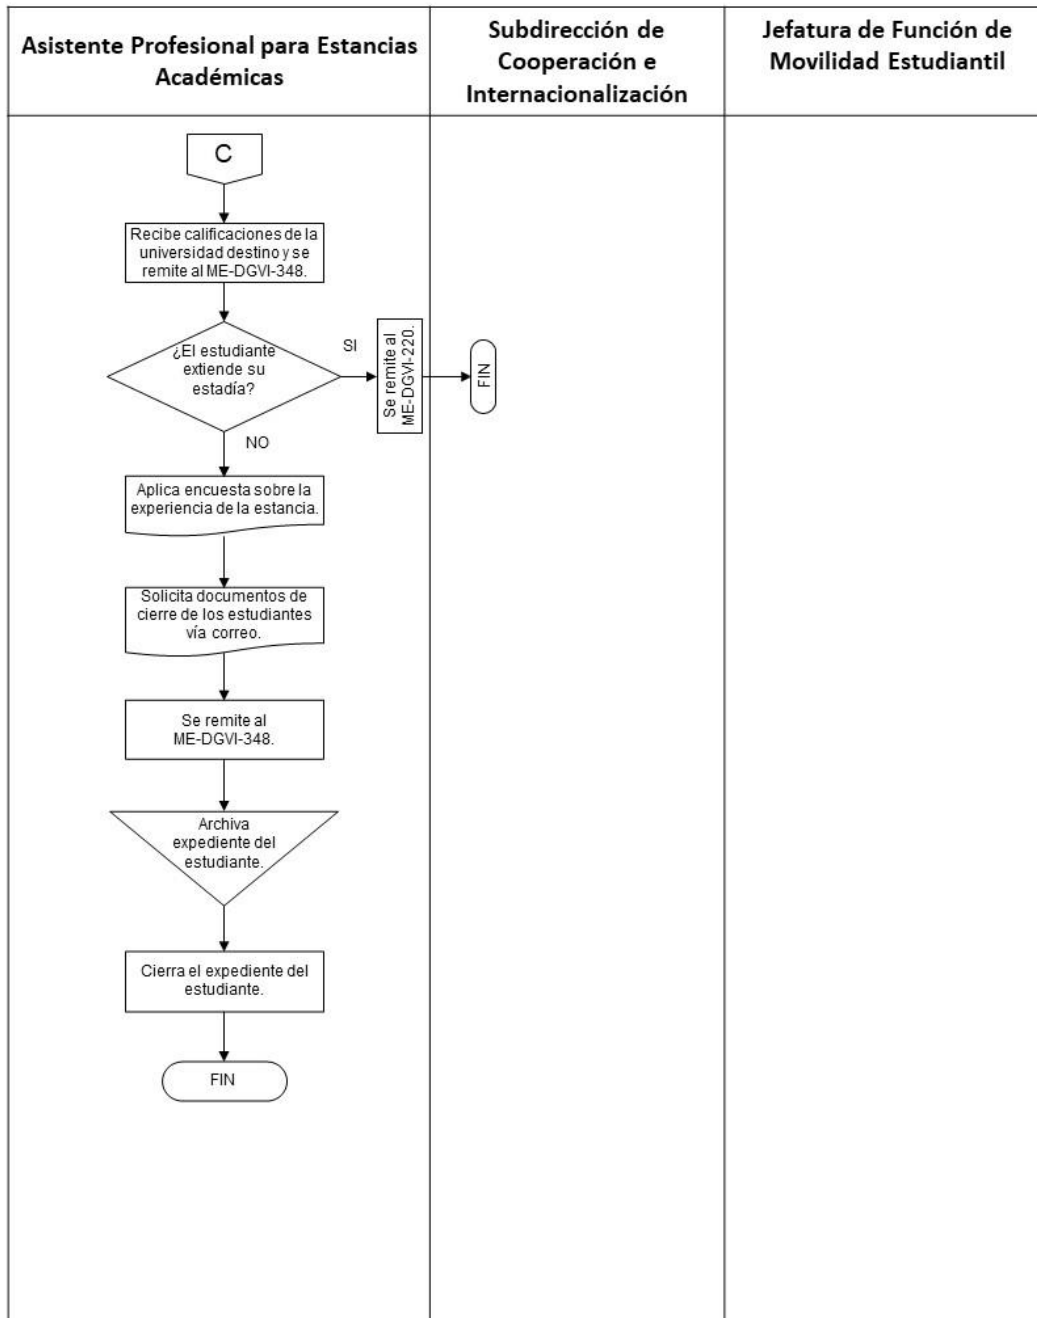 Asistente Profesional para Estancias
Académicas
Subdirección de
Cooperación e
Internacionalización
Jefatura de Función de
Movilidad Estudiantil
C
Recibe calificaciones de la
universidad destino y se
remite al ME-DGVI-348.
¿El estudiante
extiende su
estadía?
SI
Se remite al
ME-DGVI-220.
FIN
NO
Aplica encuesta sobre la
experiencia de la estancia.
Solicita documentos de
cierre de los estudiantes
vía correo.
Se remite al
ME-DGVI-348.
Archiva
expediente del
estudiante.
Cierra el expediente del
estudiante.
FIN